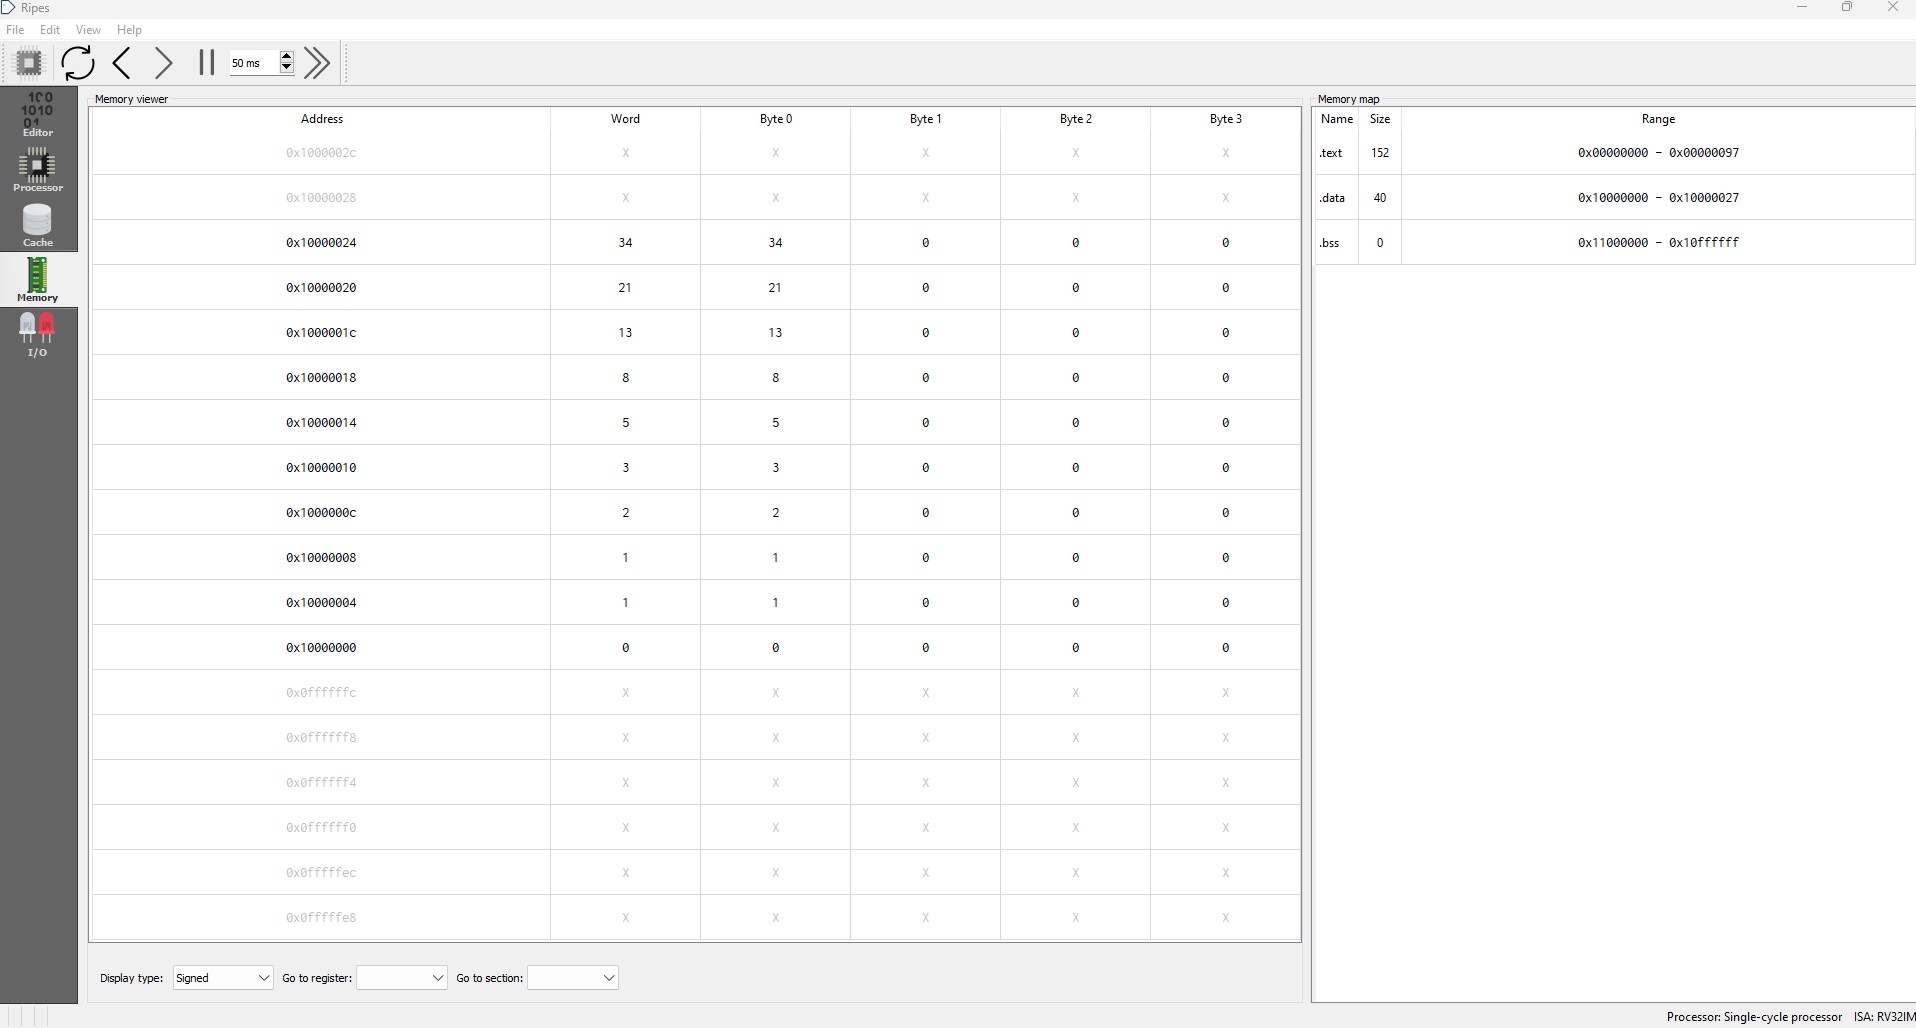 Ripes
File Edit View Help
50 ms
Editor
Processor
Cache
Memory
I/O
Memory viewer
Address Word Byte 0 Byte 1 Byte 2 Byte 3
0x1000002c X X X X X
0x10000028 X X X X X
0x10000024 34 34 0 0 0
0x10000020 21 21 0 0 0
0x1000001c 13 13 0 0 0
0x10000018 8 8 0 0 0
0x10000014 5 5 0 0 0
0x10000010 3 3 0 0 0
0x1000000c 2 2 0 0 0
0x10000008 1 1 0 0 0
0x10000004 1 1 0 0 0
0x10000000 0 0 0 0 0
0x0ffffffc X X X X X
0x0ffffff8 X X X X X
0x0ffffff4 X X X X X
0x0ffffff0 X X X X X
0x0fffffec X X X X X
0x0fffffe8 X X X X X
Display type: Signed Go to register: Go to section:
Memory map
Name Size Range
.text 152 0x00000000 - 0x00000097
.data 40 0x10000000 - 0x10000027
.bss 0 0x11000000 - 0x10ffffff
Processor: Single-cycle processor ISA: RV32IM